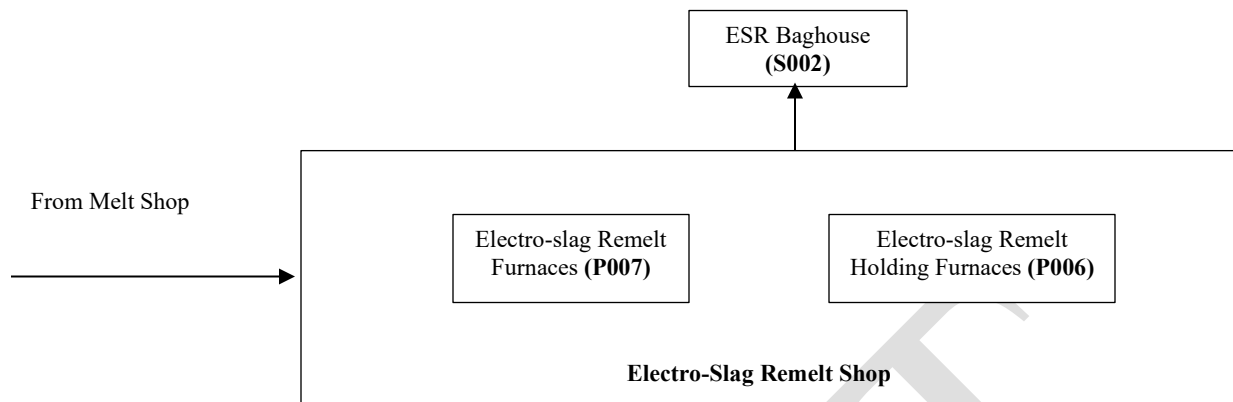 ESR Baghouse
(S002)
From Melt Shop
Electro-slag Remelt
Furnaces (P007)
Electro-slag Remelt
Holding Furnaces (P006)
Electro-Slag Remelt Shop
T